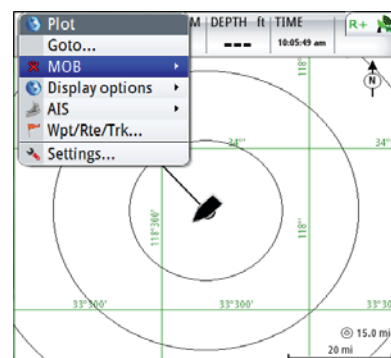 Plot
M DEPTH ft TIME
R+
Goto...
--- 10:05:49 am
MOB
118°
Display options
N
AIS
Wpt/Rte/Trk...
34°' 34°'
Settings...
118°300'
118°
33°300' 33°300' 33°30
15.0 mi
20 mi